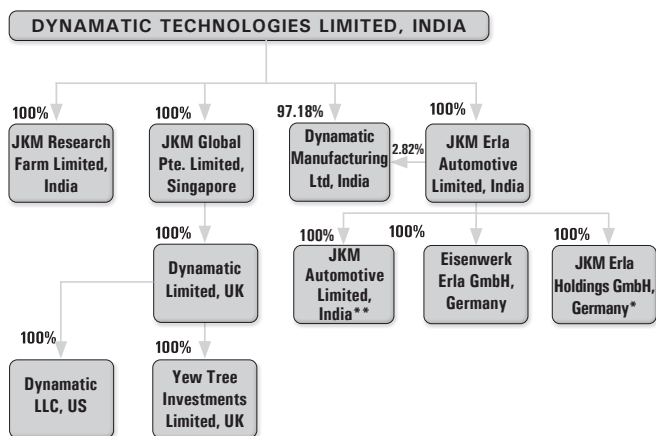 DYNAMATIC TECHNOLOGIES LIMITED, INDIA
100%
100%
97.18%
100%
JKM Research
Farm Limited,
India
JKM Global
Pte. Limited,
Singapore
Dynamatic
Manufacturing
Ltd, India
2.82%
JKM Erla
Automotive
Limited, India
100%
100%
100%
100%
Dynamatic
Limited, UK
JKM
Automotive
Limited,
India**
Eisenwerk
Erla GmbH,
Germany
JKM Erla
Holdings GmbH,
Germany*
100%
100%
Dynamatic
LLC, US
Yew Tree
Investments
Limited, UK